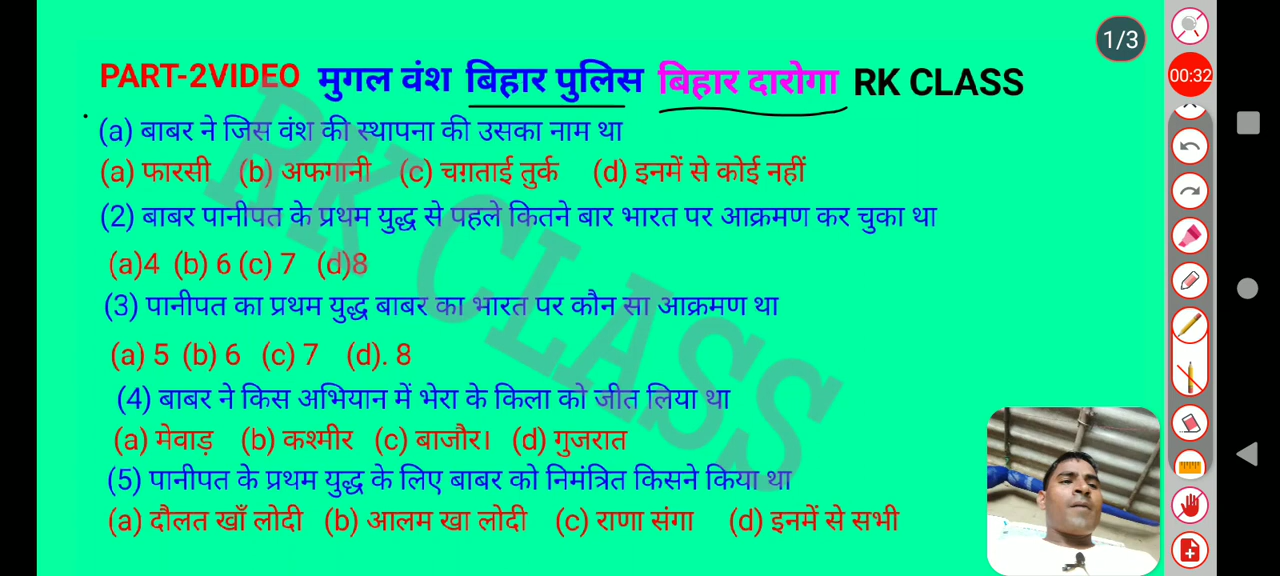 1/3
00:32
PART-2VIDEO मुगल वंश बिहार पुलिस बिहार दारोगा RK CLASS
(a) बाबर ने जिस वंश की स्थापना की उसका नाम था
(a) फारसी (b) अफगानी (c) चग़ताई तुर्क (d) इनमें से कोई नहीं
(2) बाबर पानीपत के प्रथम युद्ध से पहले कितने बार भारत पर आक्रमण कर चुका था
(a)4 (b) 6 (c) 7 (d)8
(3) पानीपत का प्रथम युद्ध बाबर का भारत पर कौन सा आक्रमण था
(a) 5 (b) 6 (c) 7 (d). 8
(4) बाबर ने किस अभियान में भेरा के किला को जीत लिया था
(a) मेवाड़ (b) कश्मीर (c) बाजौर। (d) गुजरात
(5) पानीपत के प्रथम युद्ध के लिए बाबर को निमंत्रित किसने किया था
(a) दौलत खाँ लोदी (b) आलम खा लोदी (c) राणा संगा (d) इनमें से सभी
RK CLASS